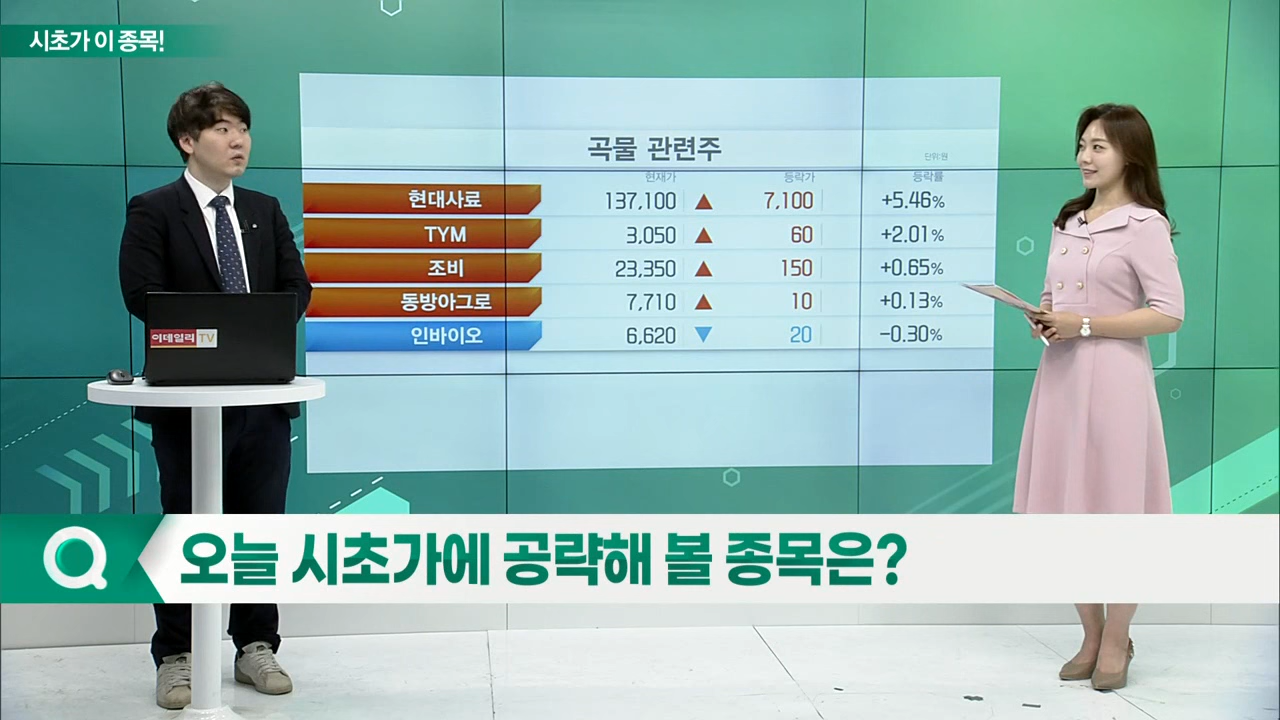 시초가 이 종목!
곡물 관련주
단위:원
현재가 등락가 등락률
현대사료 137,100 ▲ 7,100 +5.46%
TYM 3,050 ▲ 60 +2.01%
조비 23,350 ▲ 150 +0.65%
동방아그로 7,710 ▲ 10 +0.13%
인바이오 6,620 ▼ 20 -0.30%
이데일리 TV
Q 오늘 시초가에 공략해 볼 종목은?